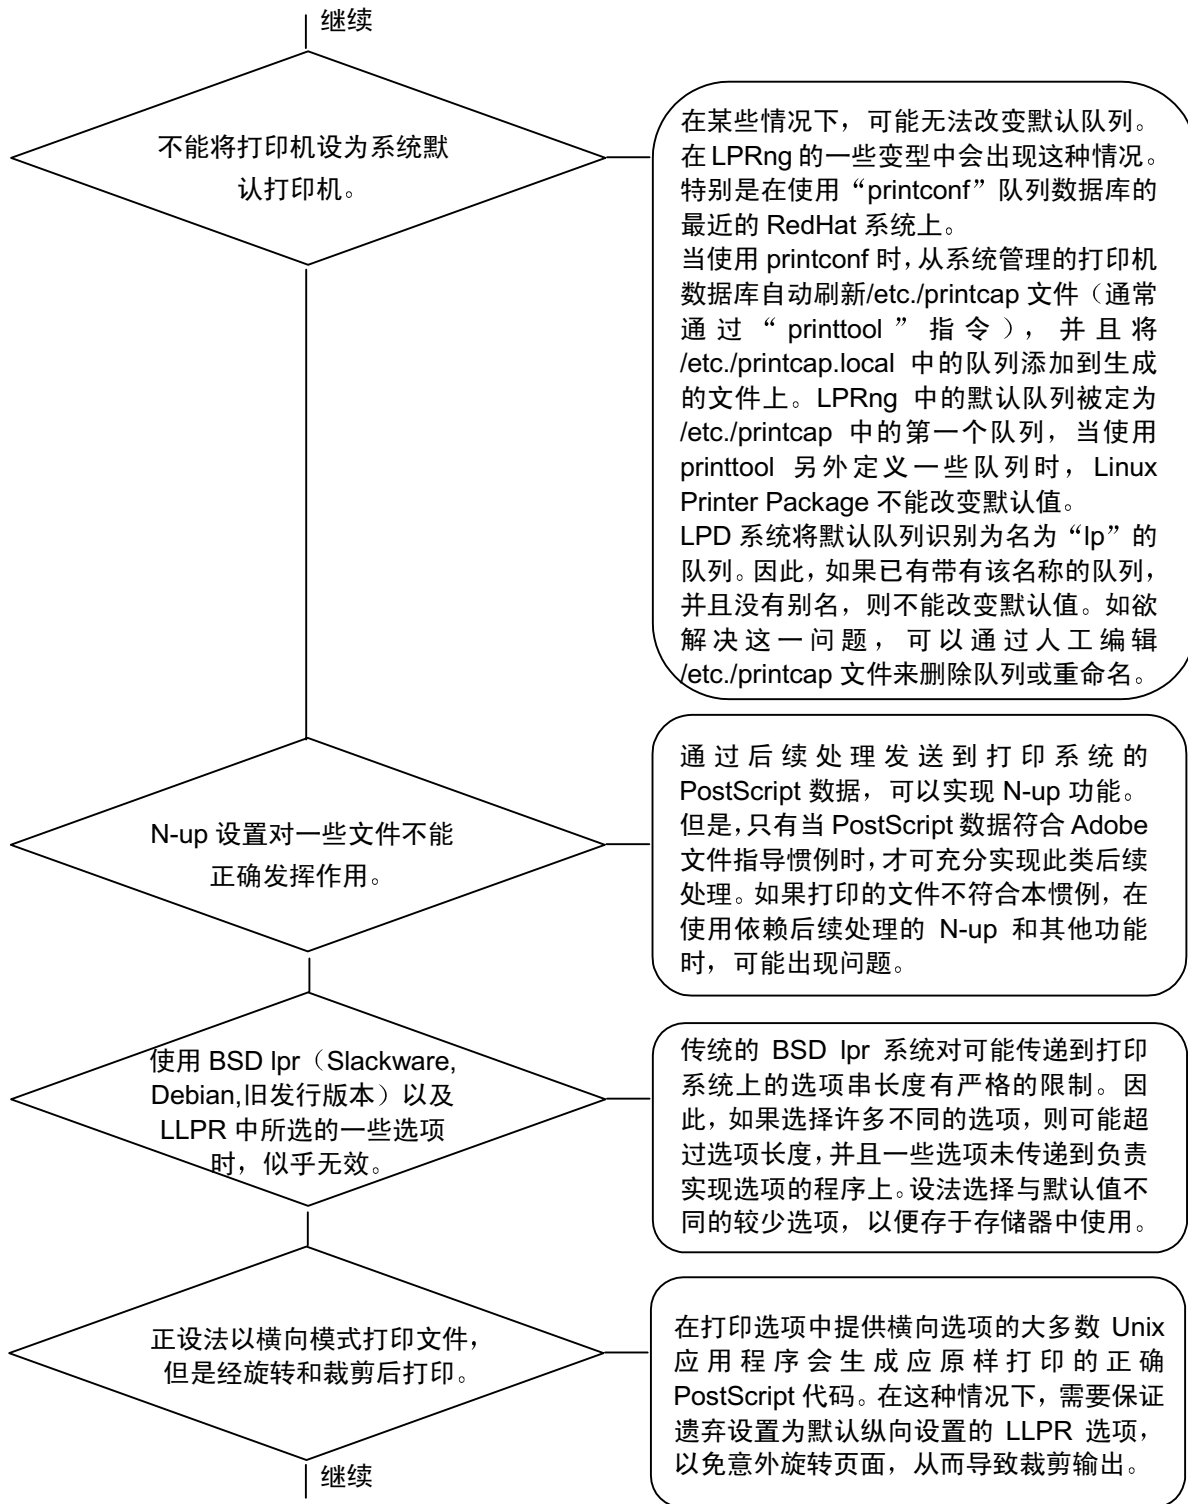 继续
不能将打印机设为系统默
认打印机。
在某些情况下，可能无法改变默认队列。
在 LPRng 的一些变型中会出现这种情况。
特别是在使用“printconf”队列数据库的
最近的 RedHat 系统上。
当使用 printconf 时，从系统管理的打印机
数据库自动刷新/etc./printcap 文件（通常
通过“printtool”指令），并且将
/etc./printcap.local 中的队列添加到生成
的文件上。LPRng 中的默认队列被定为
/etc./printcap 中的第一个队列，当使用
printtool 另外定义一些队列时，Linux
Printer Package 不能改变默认值。
LPD 系统将默认队列识别为名为“lp”的
队列。因此，如果已有带有该名称的队列，
并且没有别名，则不能改变默认值。如欲
解决这一问题，可以通过人工编辑
/etc./printcap 文件来删除队列或重命名。
N-up 设置对一些文件不能
正确发挥作用。
通过后续处理发送到打印系统的
PostScript 数据，可以实现 N-up 功能。
但是，只有当 PostScript 数据符合 Adobe
文件指导惯例时，才可充分实现此类后续
处理。如果打印的文件不符合本惯例，在
使用依赖后续处理的 N-up 和其他功能
时，可能出现问题。
使用 BSD lpr（Slackware,
Debian,旧发行版本）以及
LLPR 中所选的一些选项
时，似乎无效。
传统的 BSD lpr 系统对可能传递到打印
系统上的选项串长度有严格的限制。因
此，如果选择许多不同的选项，则可能超
过选项长度，并且一些选项未传递到负责
实现选项的程序上。设法选择与默认值不
同的较少选项，以便存于存储器中使用。
正设法以横向模式打印文件，
但是经旋转和裁剪后打印。
在打印选项中提供横向选项的大多数 Unix
应用程序会生成应原样打印的正确
PostScript 代码。在这种情况下，需要保证
遗弃设置为默认纵向设置的 LLPR 选项，
以免意外旋转页面，从而导致裁剪输出。
继续